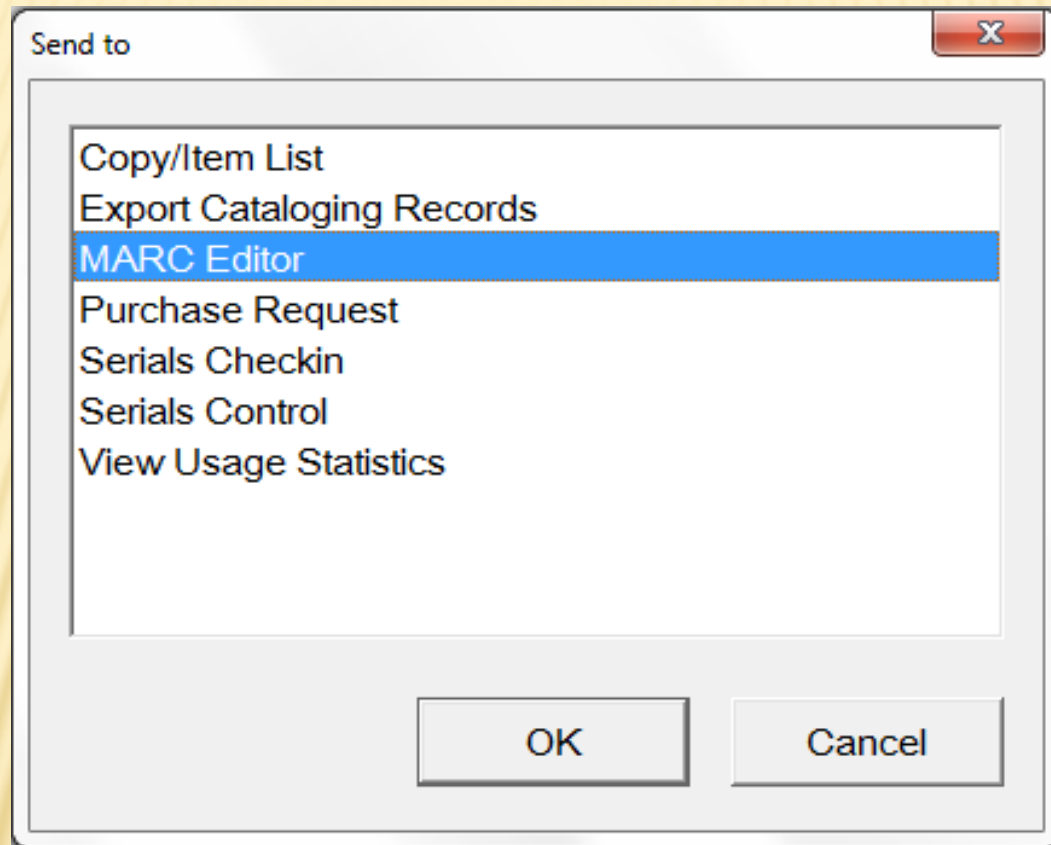 Send to
Copy/Item List
Export Cataloging Records
MARC Editor
Purchase Request
Serials Checkin
Serials Control
View Usage Statistics
OK Cancel